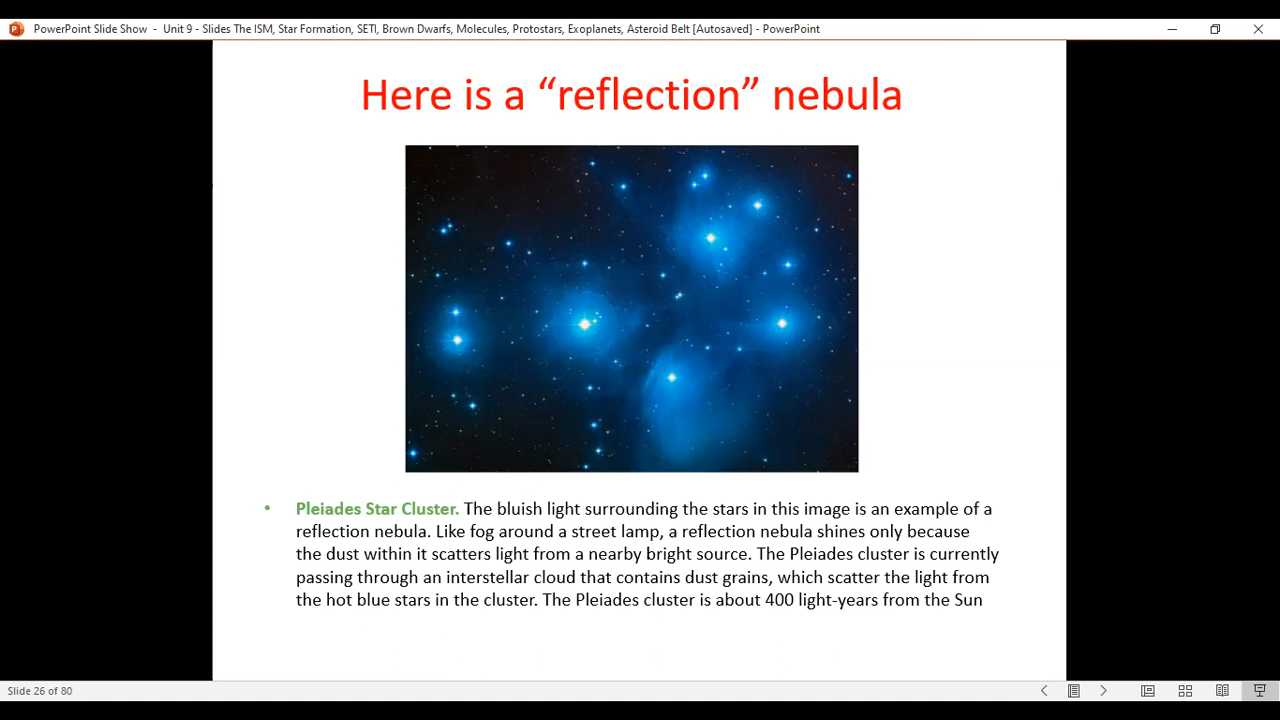 PowerPoint Slide Show - Unit 9 - Slides The ISM, Star Formation, SETI, Brown Dwarfs, Molecules, Protostars, Exoplanets, Asteroid Belt [Autosaved] - PowerPoint
Here is a “reflection” nebula
• Pleiades Star Cluster. The bluish light surrounding the stars in this image is an example of a
reflection nebula. Like fog around a street lamp, a reflection nebula shines only because
the dust within it scatters light from a nearby bright source. The Pleiades cluster is currently
passing through an interstellar cloud that contains dust grains, which scatter the light from
the hot blue stars in the cluster. The Pleiades cluster is about 400 light-years from the Sun
Slide 26 of 80